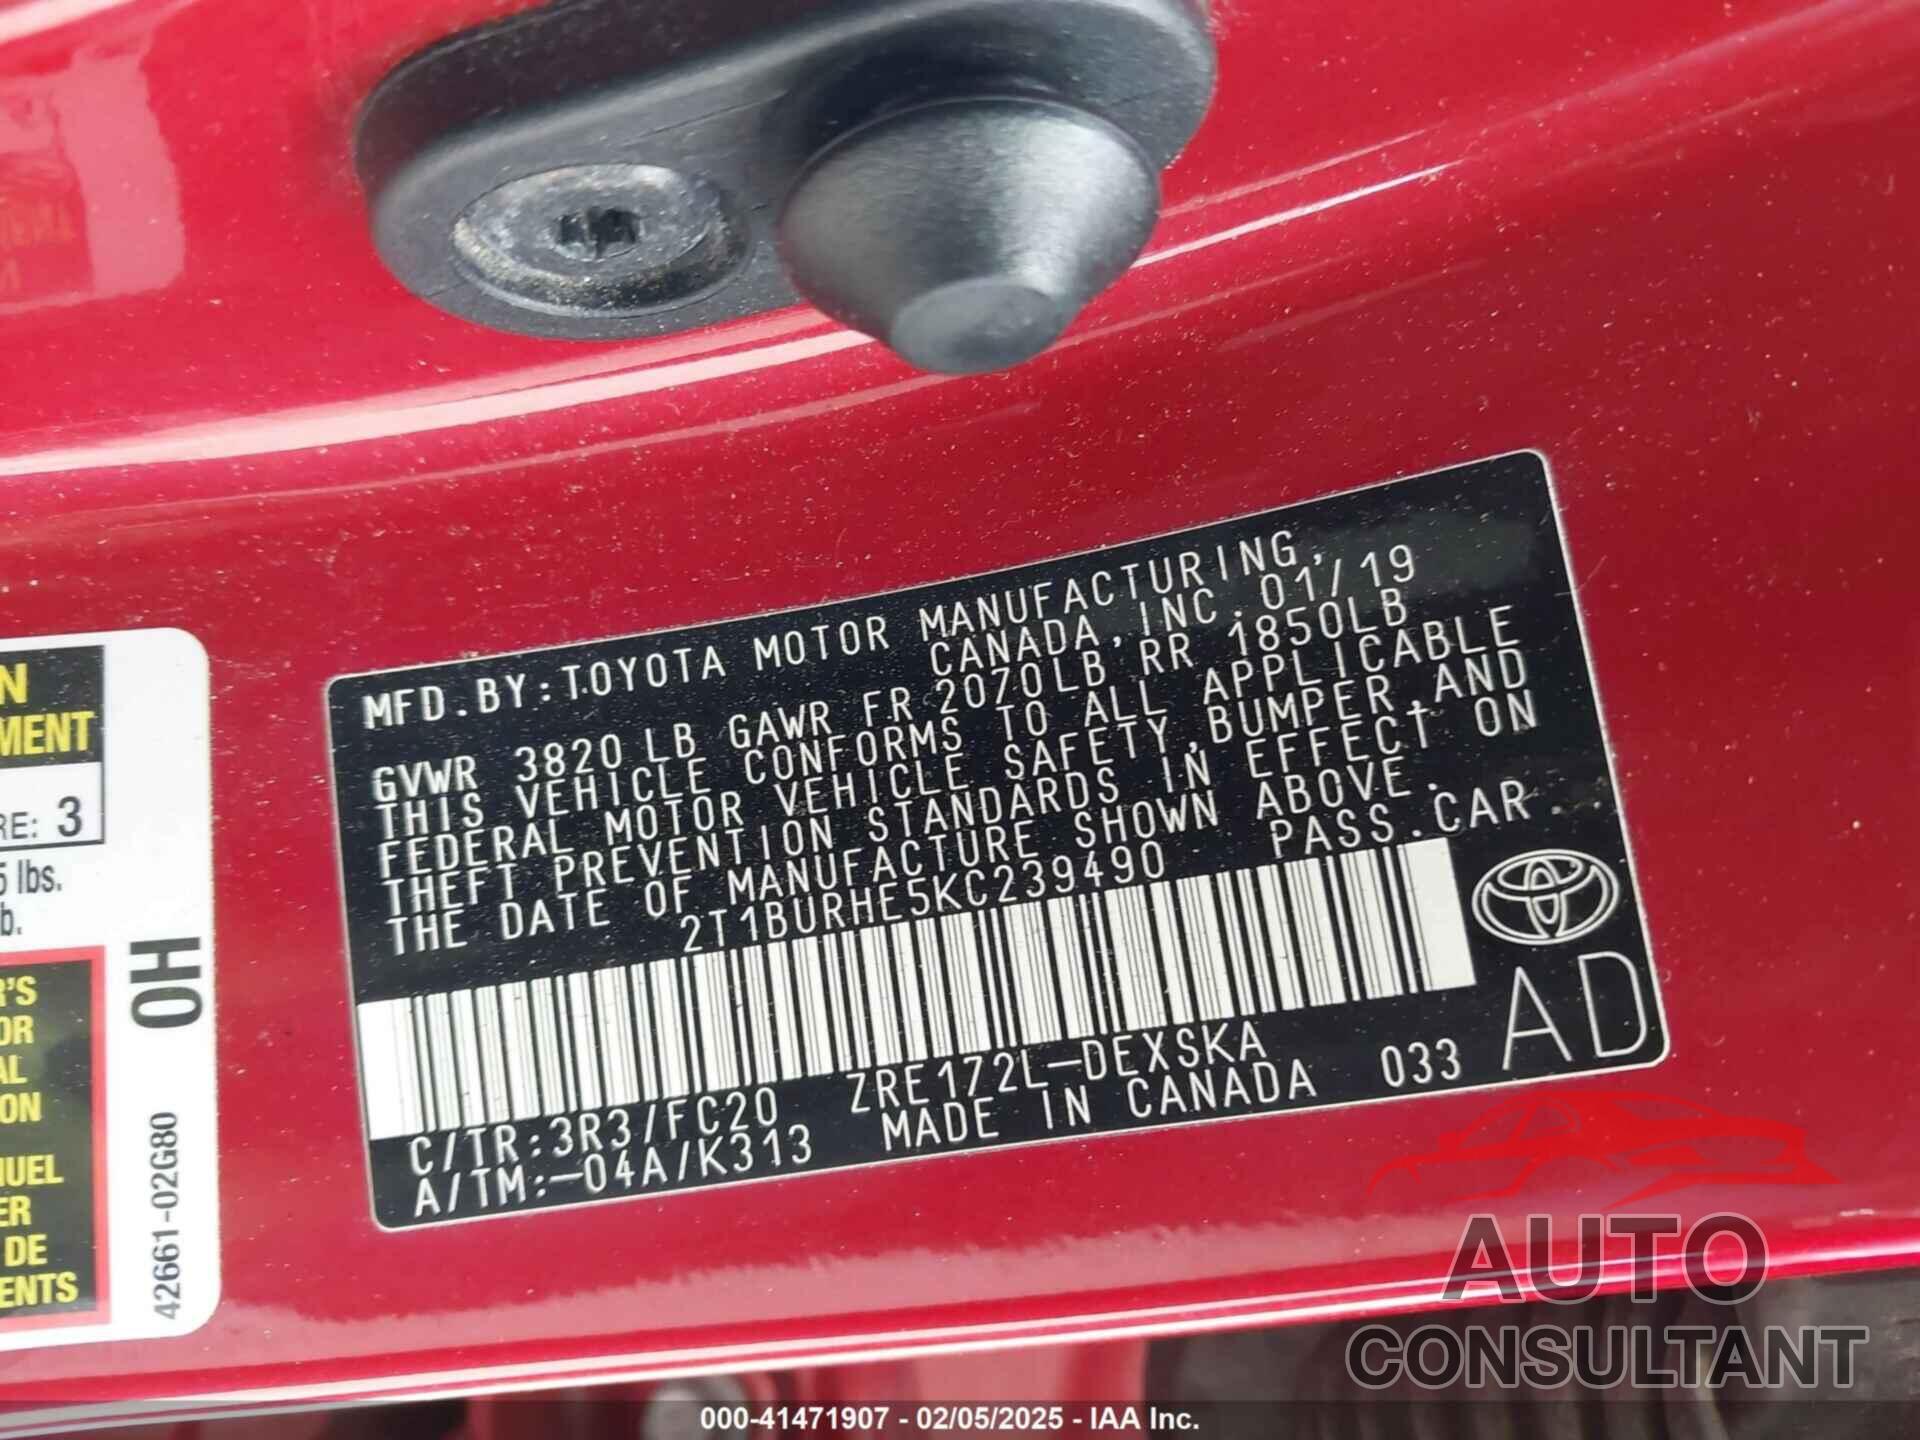 MFD.BY:TOYOTA MOTOR MANUFACTURING,
CANADA,INC.01/19
GVWR 3820LB GAWR FR 2070LB RR 1850LB
THIS VEHICLE CONFORMS TO ALL APPLICABLE
FEDERAL MOTOR VEHICLE SAFETY,BUMPER,AND
THEFT PREVENTION STANDARDS IN EFFECT ON
THE DATE OF MANUFACTURE SHOWN ABOVE.
2T1BURHE5KC239490 PASS.CAR
AD
C/TR:3R3/FC20 ZRE172L-DEXSKA
A/TM:-04A/K313 MADE IN CANADA 033
N
MENT
RE: 3
5 lbs.
b.
R'S
OR
AL
ON
NUEL
ER
DE
ENTS
0H
42661-02G80
AUTO
CONSULTANT
000-41471907 - 02/05/2025 - IAA Inc.